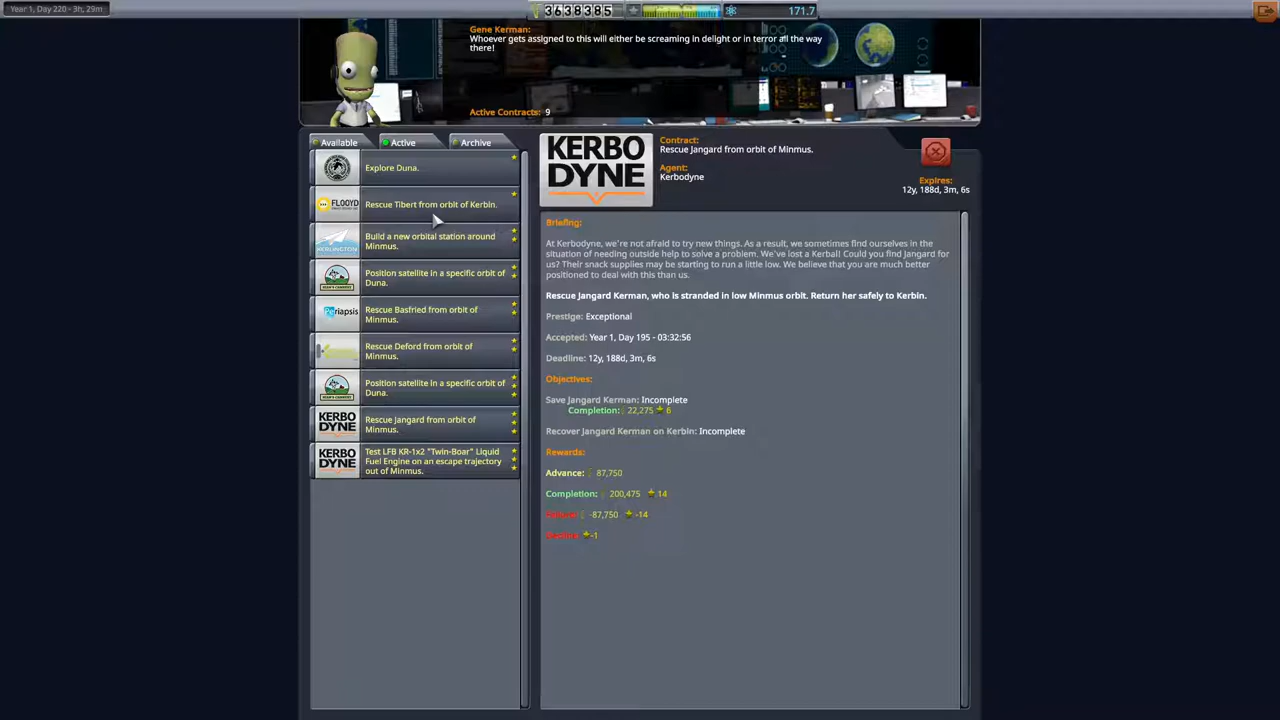 Year 1, Day 220 - 3h, 29m
3638385
171.7
Gene Kerman:
Whoever gets assigned to this will either be screaming in delight or in terror all the way
there!
Active Contracts: 9
Available
Active
Archive
Explore Duna.
FLOOYD
Rescue Tibert from orbit of Kerbin.
Build a new orbital station around
Minmus.
Position satellite in a specific orbit of
Duna.
Periapsis
Rescue Basfried from orbit of
Minmus.
Rescue Deford from orbit of
Minmus.
Position satellite in a specific orbit of
Duna.
KERBO
DYNE
Rescue Jangard from orbit of
Minmus.
KERBO
DYNE
Test LFB KR-1x2 "Twin-Boar" Liquid
Fuel Engine on an escape trajectory
out of Minmus.
KERBO
DYNE
Contract:
Rescue Jangard from orbit of Minmus.
Agent:
Kerbodyne
Expires:
12y, 188d, 3m, 6s
Briefing:
At Kerbodyne, we're not afraid to try new things. As a result, we sometimes find ourselves in the
situation of needing outside help to solve a problem. We've lost a Kerbal! Could you find Jangard for
us? Their snack supplies may be starting to run a little low. We believe that you are much better
positioned to deal with this than us.
Rescue Jangard Kerman, who is stranded in low Minmus orbit. Return her safely to Kerbin.
Prestige: Exceptional
Accepted: Year 1, Day 195 - 03:32:56
Deadline: 12y, 188d, 3m, 6s
Objectives:
Save Jangard Kerman: Incomplete
Completion: 22,275 6
Recover Jangard Kerman on Kerbin: Incomplete
Rewards:
Advance: 87,750
Completion: 200,475 14
-87,750 -14
-1